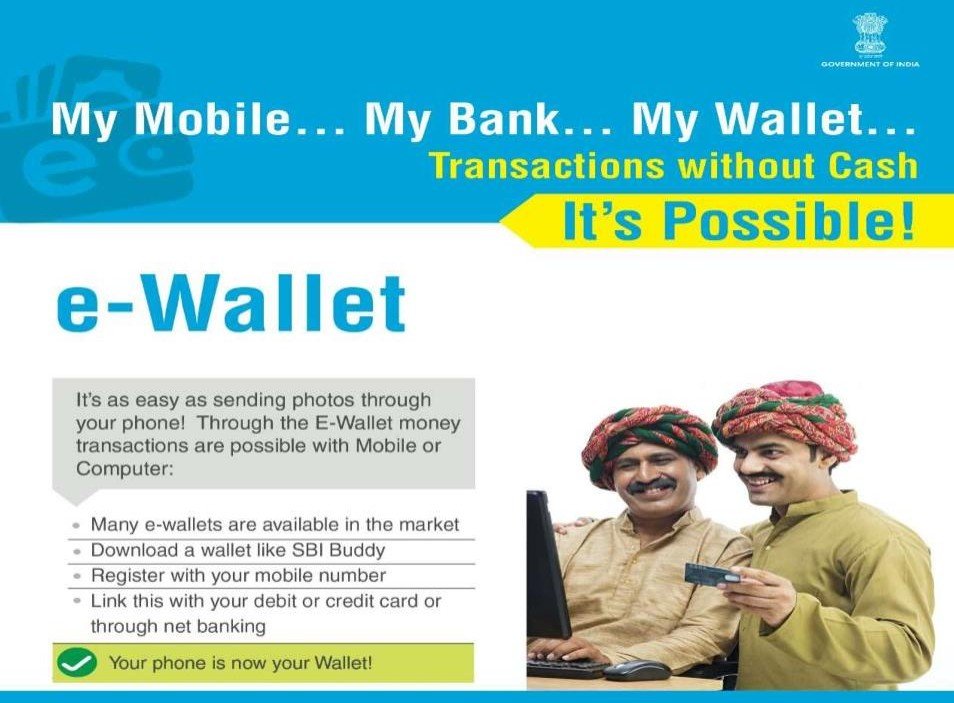 GOVERNMENT OF INDIA
My Mobile... My Bank... My Wallet...
Transactions without Cash
It's Possible!
e-Wallet
It's as easy as sending photos through
your phone! Through the E-Wallet money
transactions are possible with Mobile or
Computer:
• Many e-wallets are available in the market
• Download a wallet like SBI Buddy
• Register with your mobile number
• Link this with your debit or credit card or
through net banking
Your phone is now your Wallet!